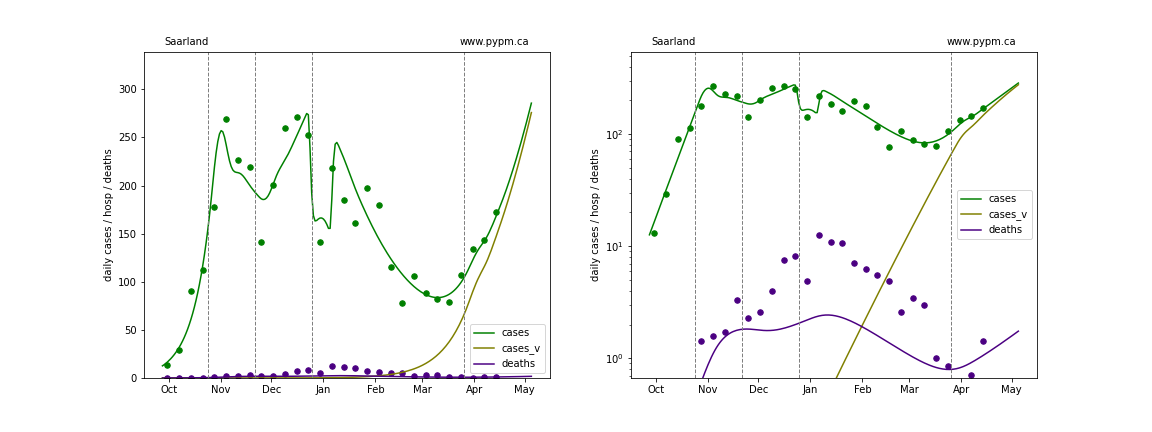 Saarland www.pypm.ca
daily cases / hosp / deaths
300
250
200
150
100
50
0
Oct Nov Dec Jan Feb Mar Apr May
cases
cases_v
deaths
Saarland www.pypm.ca
daily cases / hosp / deaths
10²
10¹
10⁰
Oct Nov Dec Jan Feb Mar Apr May
cases
cases_v
deaths